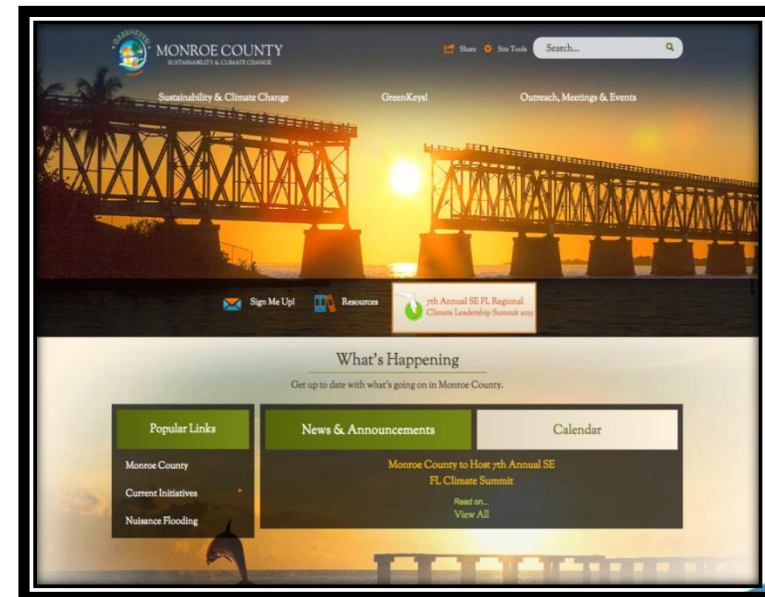 GREENKEYS!
MONROE COUNTY
SUSTAINABILITY & CLIMATE CHANGE
Share
Site Tools
Search...
Sustainability & Climate Change
GreenKeys!
Outreach, Meetings & Events
Sign Me Up!
Resources
7th Annual SE FL Regional
Climate Leadership Summit 2015
What's Happening
Get up to date with what's going on in Monroe County.
Popular Links
Monroe County
Current Initiatives
Nuisance Flooding
News & Announcements
Calendar
Monroe County to Host 7th Annual SE
FL Climate Summit
Read on...
View All